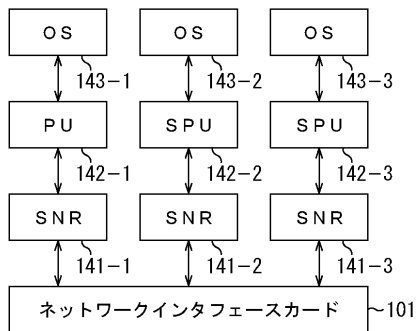 OS OS OS
143-1 143-2 143-3
PU SPU SPU
142-1 142-2 142-3
SNR SNR SNR
141-1 141-2 141-3
ネットワークインタフェースカード 101